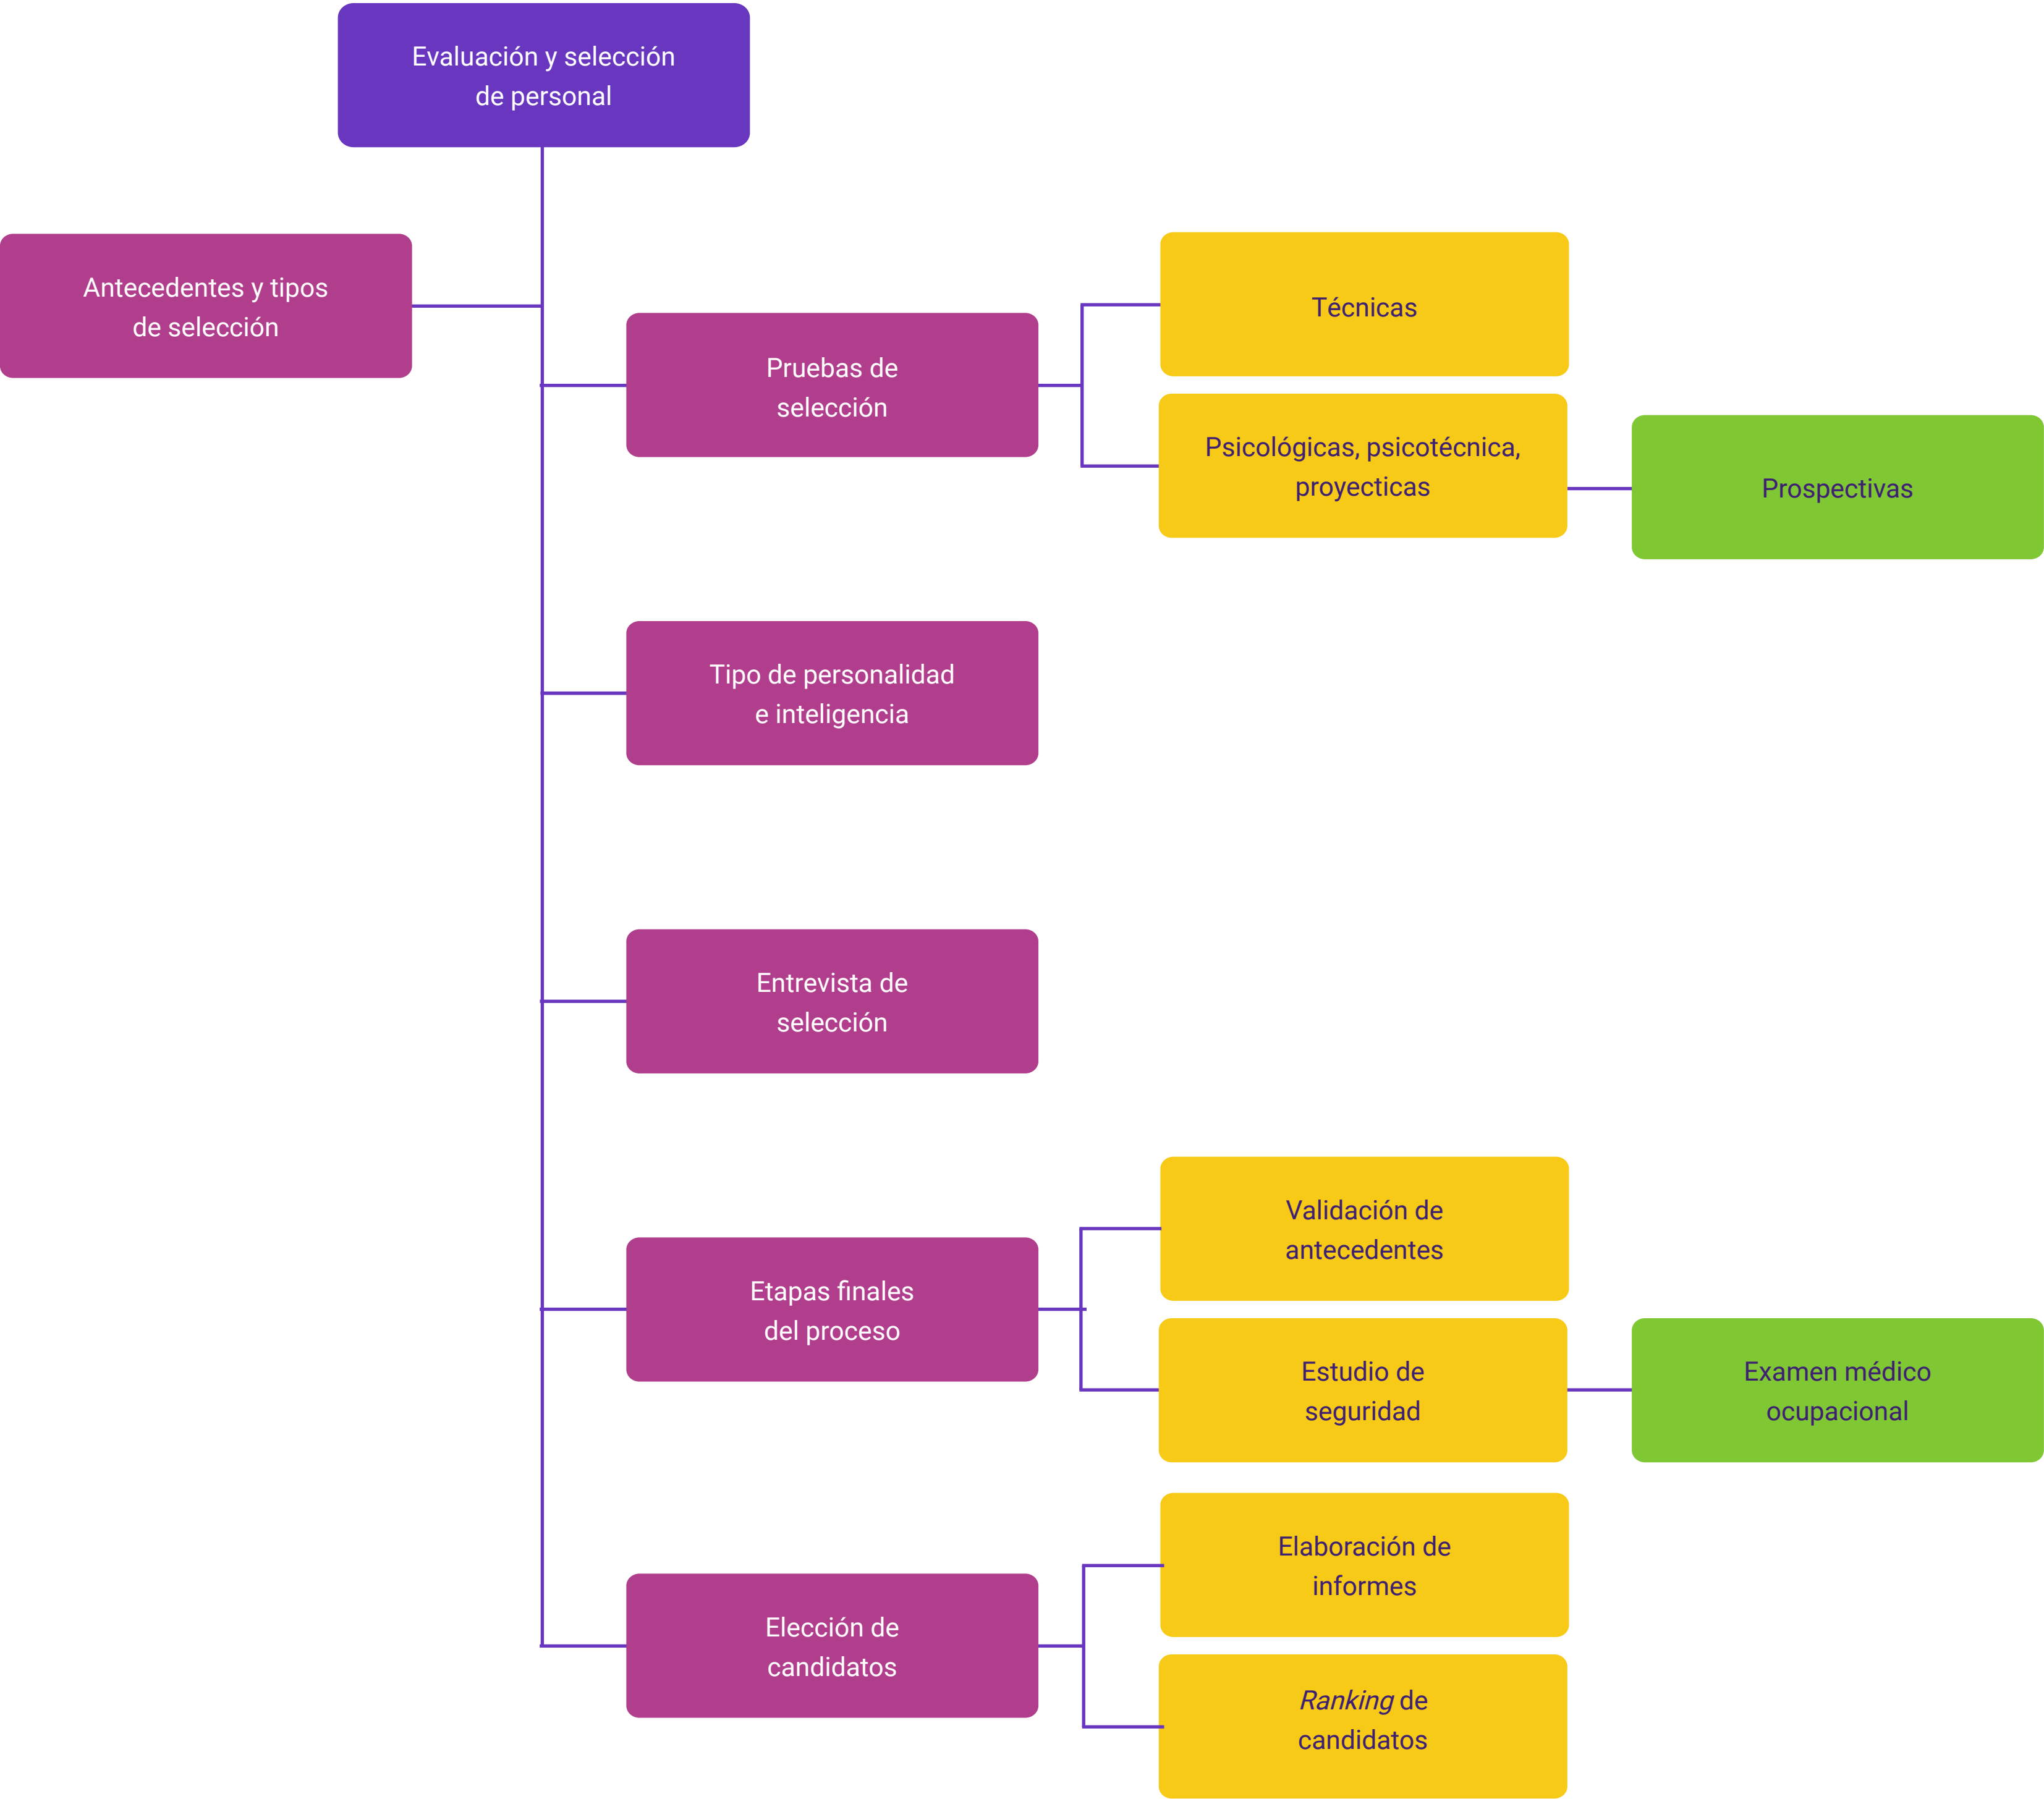 Evaluación y selección
de personal
Antecedentes y tipos
de selección
Pruebas de
selección
Técnicas
Psicológicas, psicotécnica,
proyecticas
Prospectivas
Tipo de personalidad
e inteligencia
Entrevista de
selección
Etapas finales
del proceso
Validación de
antecedentes
Estudio de
seguridad
Examen médico
ocupacional
Elección de
candidatos
Elaboración de
informes
Ranking de
candidatos